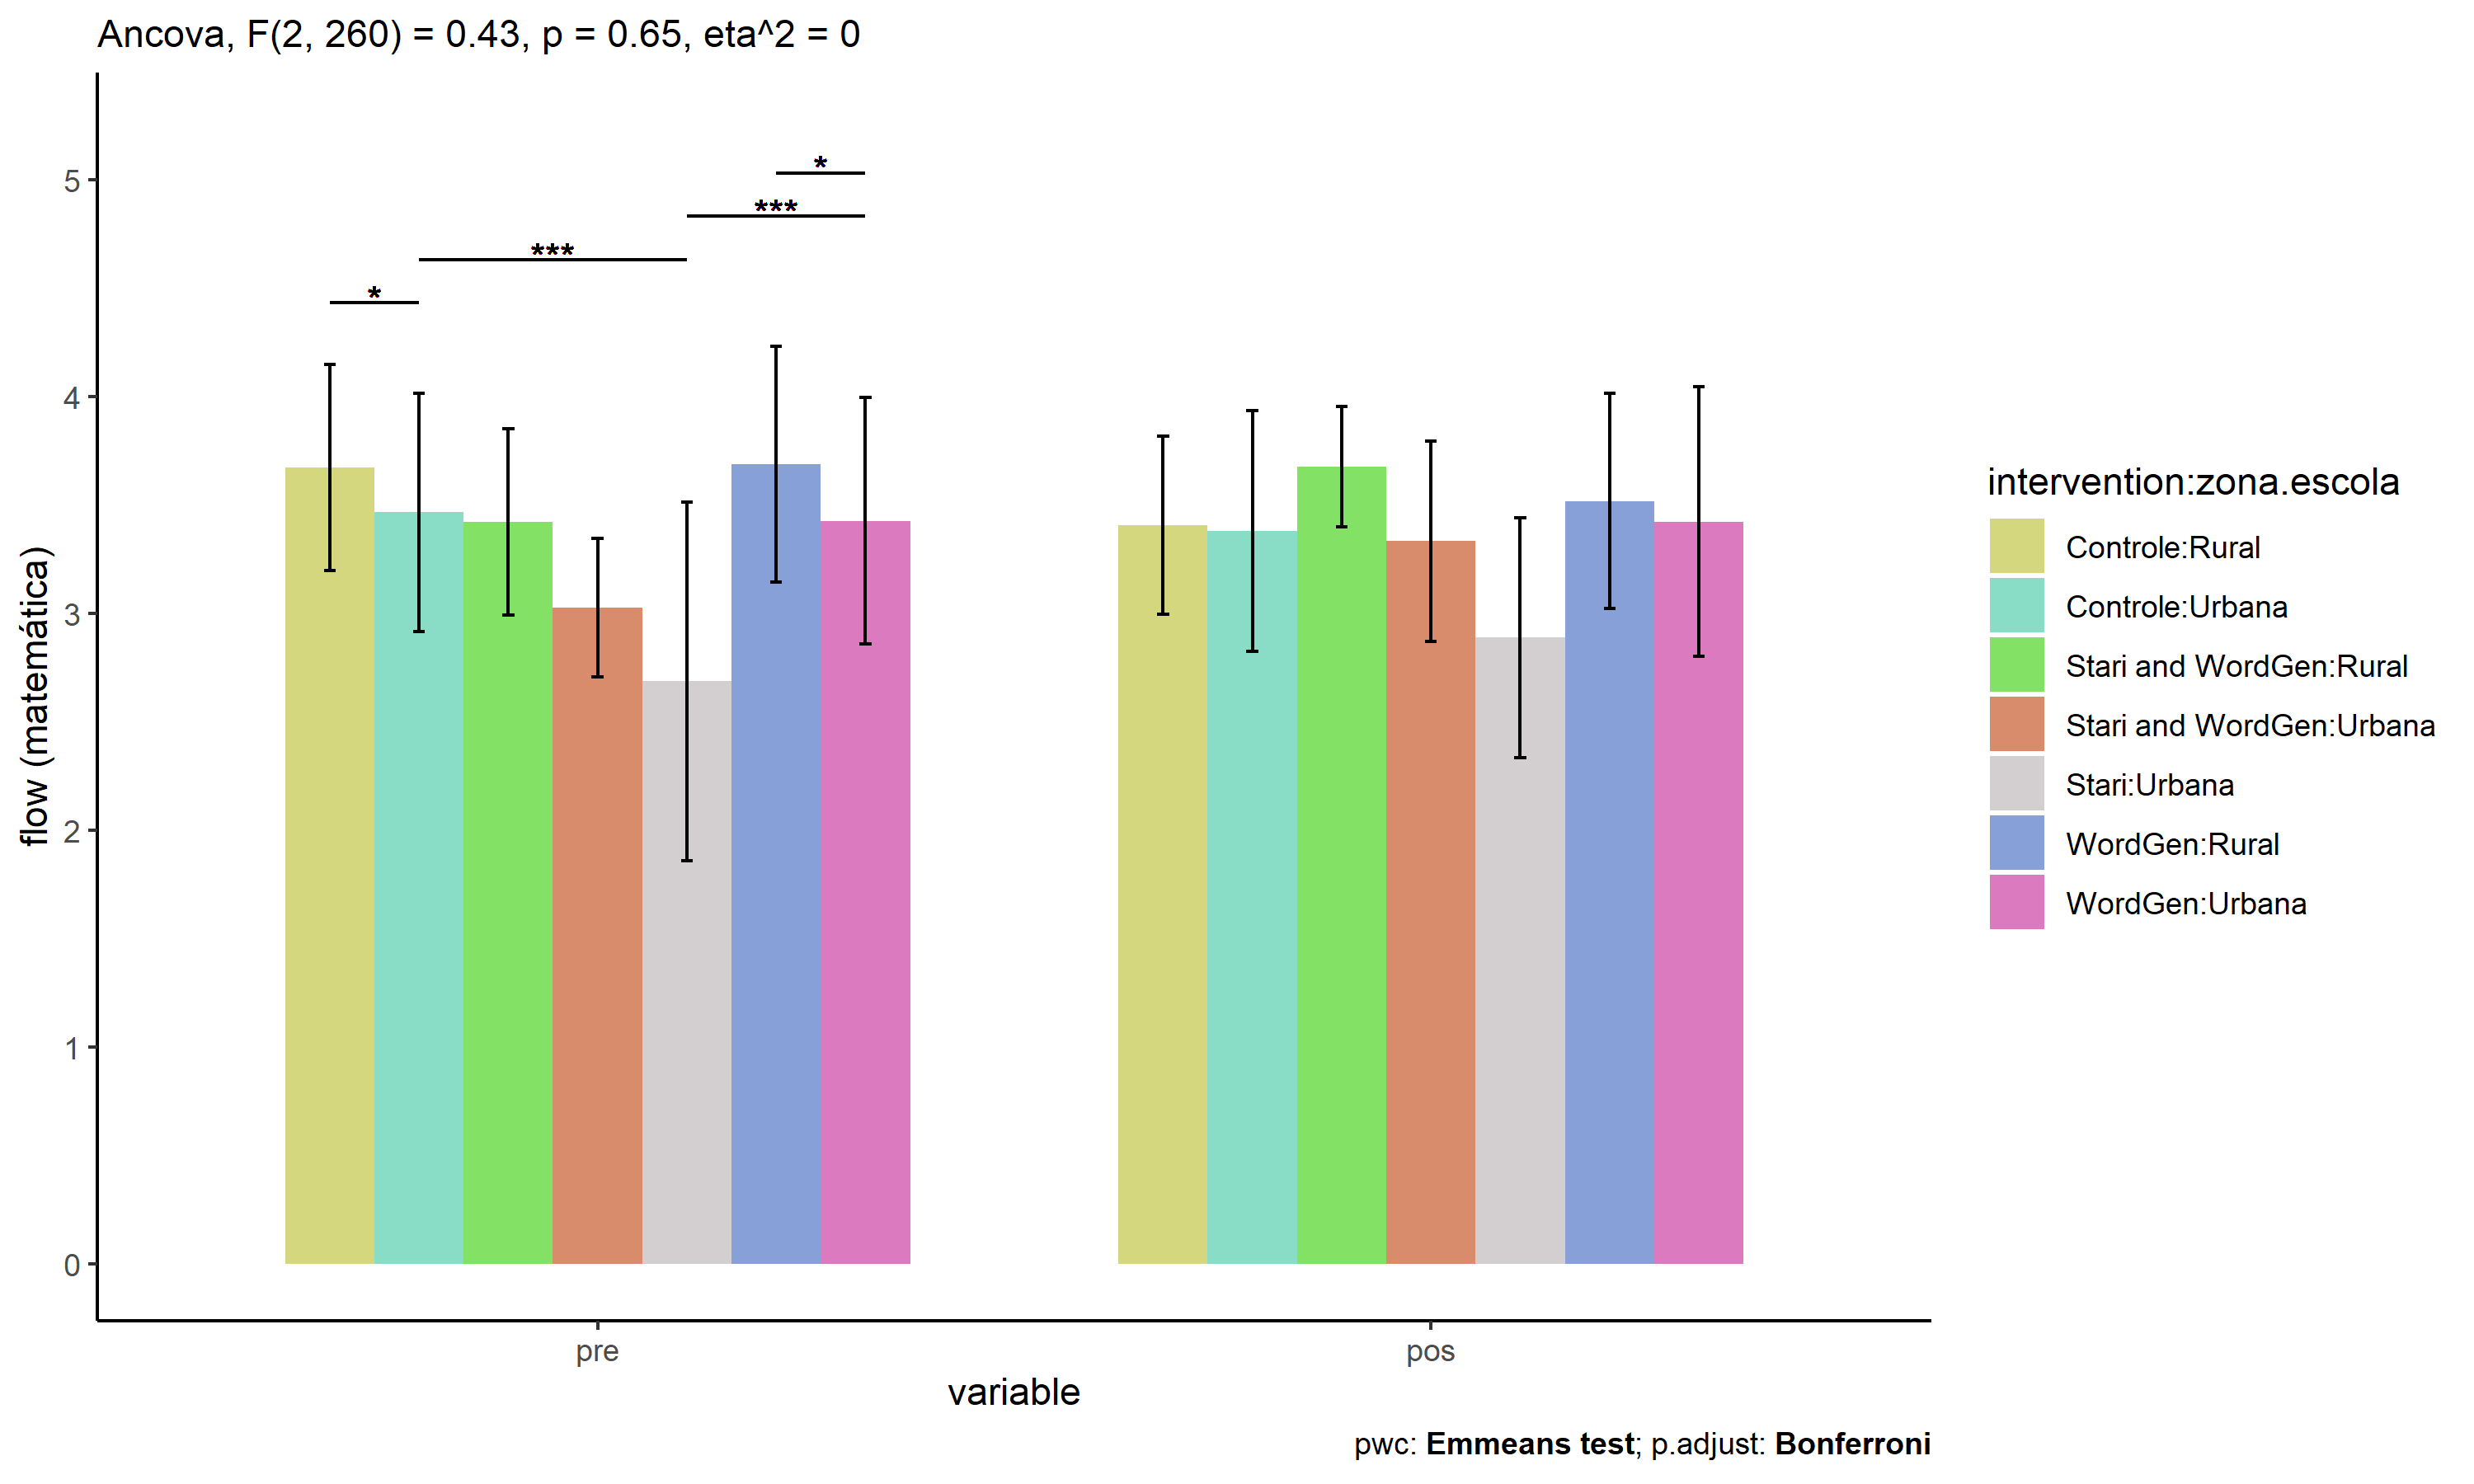 Ancova, F(2, 260) = 0.43, p = 0.65, eta^2 = 0
flow (matemática)
5
4
3
2
1
0
*
***
***
*
pre
pos
variable
intervention:zona.escola
Controle:Rural
Controle:Urbana
Stari and WordGen:Rural
Stari and WordGen:Urbana
Stari:Urbana
WordGen:Rural
WordGen:Urbana
pwc: Emmeans test; p.adjust: Bonferroni